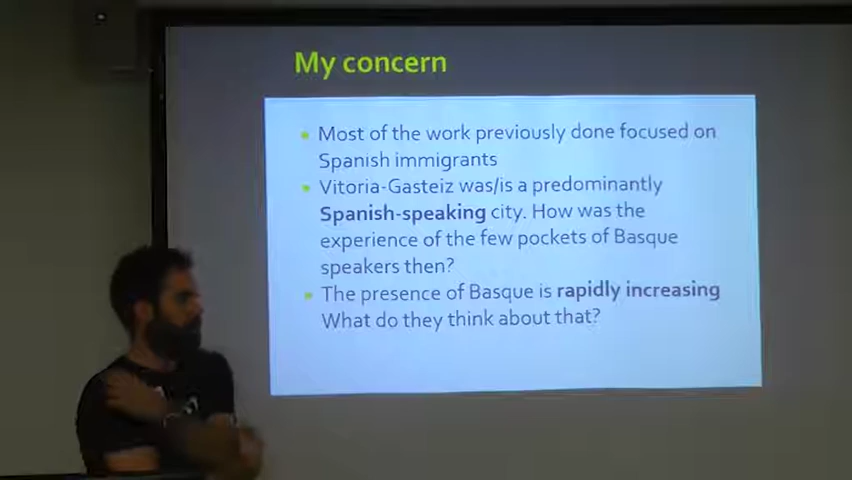 My concern
Most of the work previously done focused on
Spanish immigrants
Vitoria-Gasteiz was/is a predominantly
Spanish-speaking city. How was the
experience of the few pockets of Basque
speakers then?
The presence of Basque is rapidly increasing
What do they think about that?